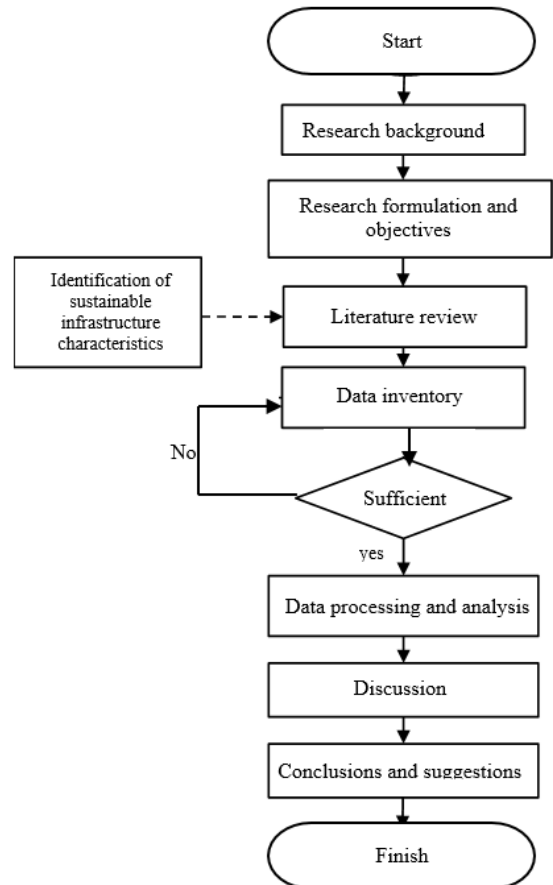 Start
Research background
Research formulation and
objectives
Identification of
sustainable
infrastructure
characteristics
Literature review
Data inventory
No
Sufficient
yes
Data processing and analysis
Discussion
Conclusions and suggestions
Finish